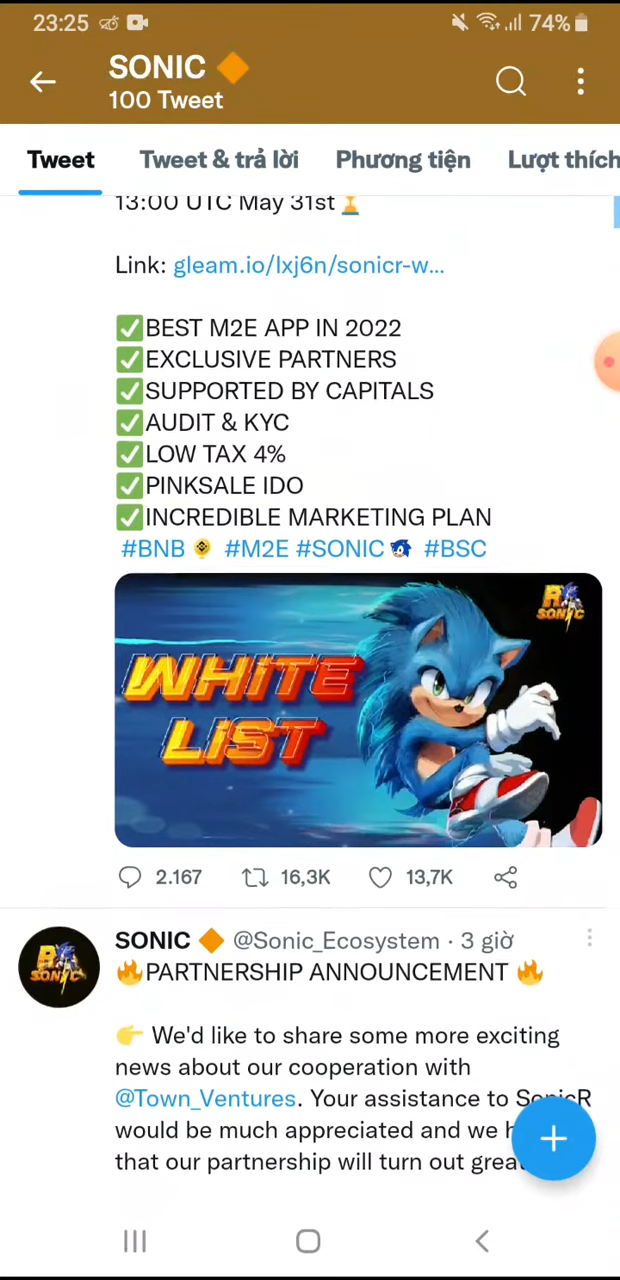 23:25
74%
SONIC 🔶
100 Tweet
Tweet Tweet & trả lời Phương tiện Lượt thích
13:00 UTC May 31st ⏳
Link: gleam.io/lxj6n/sonicr-w...
✅BEST M2E APP IN 2022
✅EXCLUSIVE PARTNERS
✅SUPPORTED BY CAPITALS
✅AUDIT & KYC
✅LOW TAX 4%
✅PINKSALE IDO
✅INCREDIBLE MARKETING PLAN
#BNB #M2E #SONIC #BSC
R
SONIC
WHITE
LIST
2.167 16,3K 13,7K
R
SONIC
SONIC 🔶 @Sonic_Ecosystem · 3 giờ
🔥PARTNERSHIP ANNOUNCEMENT 🔥
👉 We'd like to share some more exciting
news about our cooperation with
@Town_Ventures. Your assistance to SonicR
would be much appreciated and we h
that our partnership will turn out great